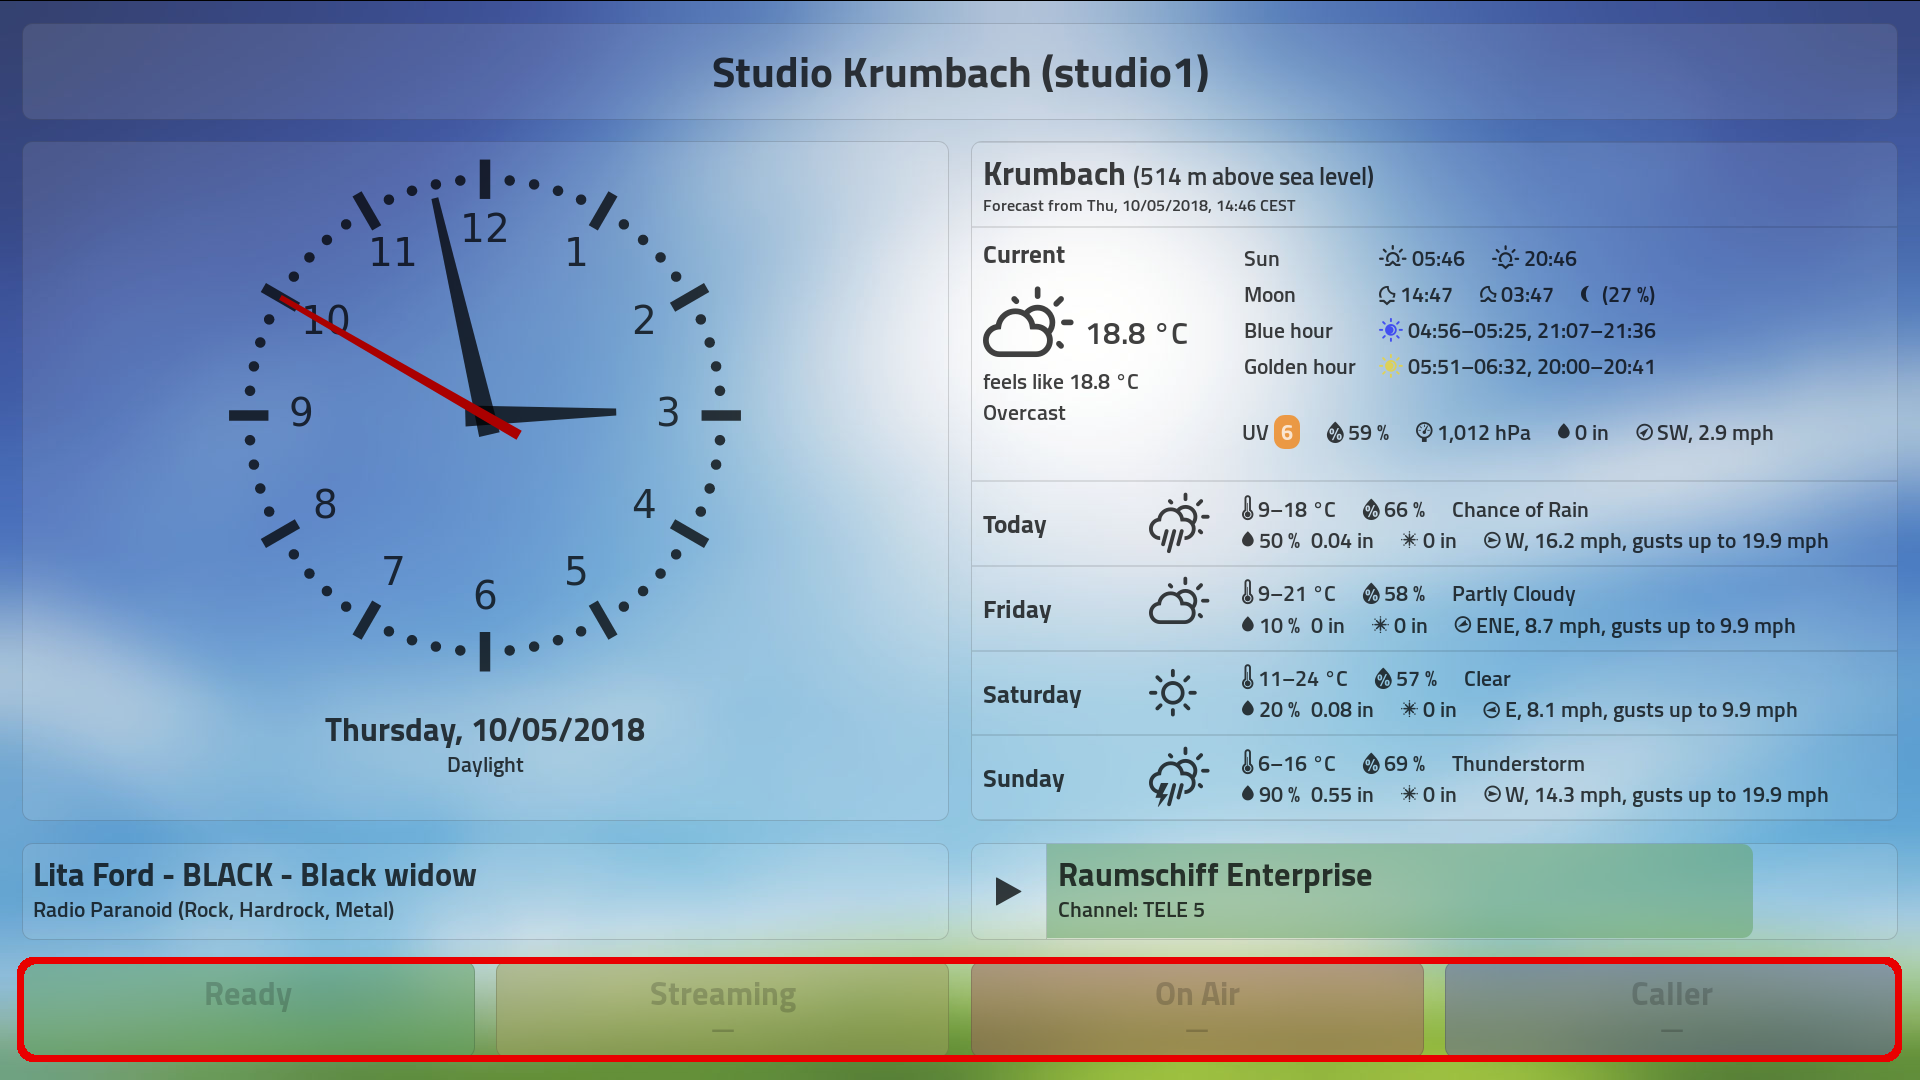 Studio Krumbach (studio1)
12
11
1
10
2
9
3
8
4
7
5
6
Thursday, 10/05/2018
Daylight
Krumbach (514 m above sea level)
Forecast from Thu, 10/05/2018, 14:46 CEST
Current
18.8 °C
feels like 18.8 °C
Overcast
Sun 05:46 20:46
Moon 14:47 03:47 (27 %)
Blue hour 04:56–05:25, 21:07–21:36
Golden hour 05:51–06:32, 20:00–20:41
UV 6 59 % 1,012 hPa 0 in SW, 2.9 mph
Today
9–18 °C 66 % Chance of Rain
50 % 0.04 in 0 in W, 16.2 mph, gusts up to 19.9 mph
Friday
9–21 °C 58 % Partly Cloudy
10 % 0 in 0 in ENE, 8.7 mph, gusts up to 9.9 mph
Saturday
11–24 °C 57 % Clear
20 % 0.08 in 0 in E, 8.1 mph, gusts up to 9.9 mph
Sunday
6–16 °C 69 % Thunderstorm
90 % 0.55 in 0 in W, 14.3 mph, gusts up to 19.9 mph
Lita Ford - BLACK - Black widow
Radio Paranoid (Rock, Hardrock, Metal)
Raumschiff Enterprise
Channel: TELE 5
Ready
Streaming
—
On Air
—
Caller
—